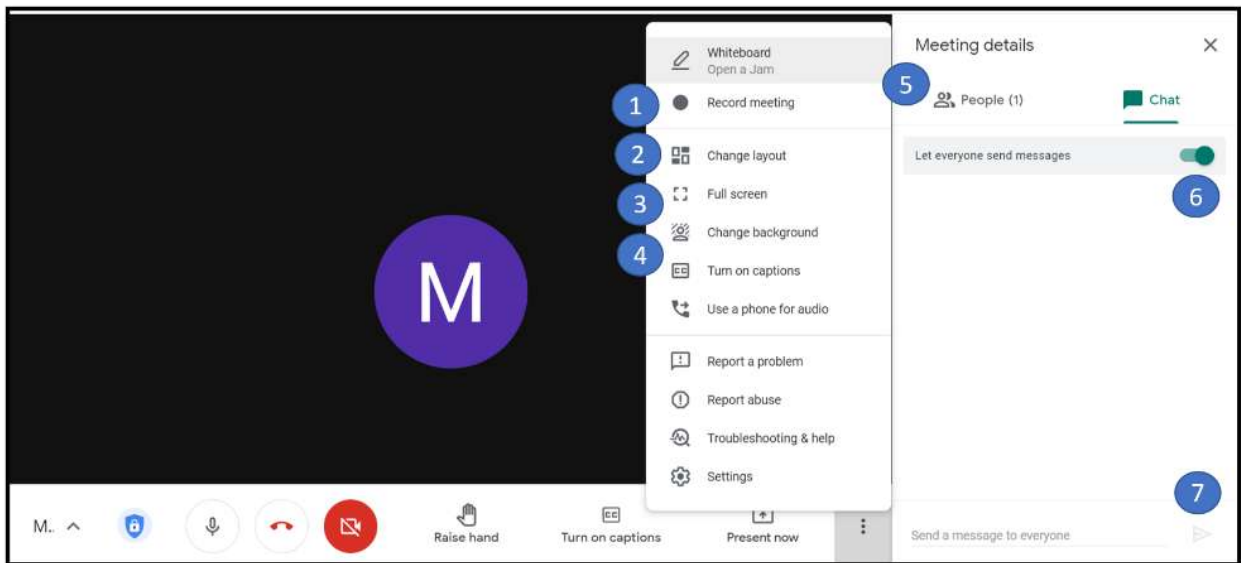 Whiteboard
Open a Jam
1
Record meeting
2
Change layout
3
Full screen
Change background
4
Turn on captions
Use a phone for audio
Report a problem
Report abuse
Troubleshooting & help
Settings
M
Meeting details
5
People (1)
Chat
Let everyone send messages
6
7
Send a message to everyone
M..
Raise hand
CC
Turn on captions
Present now